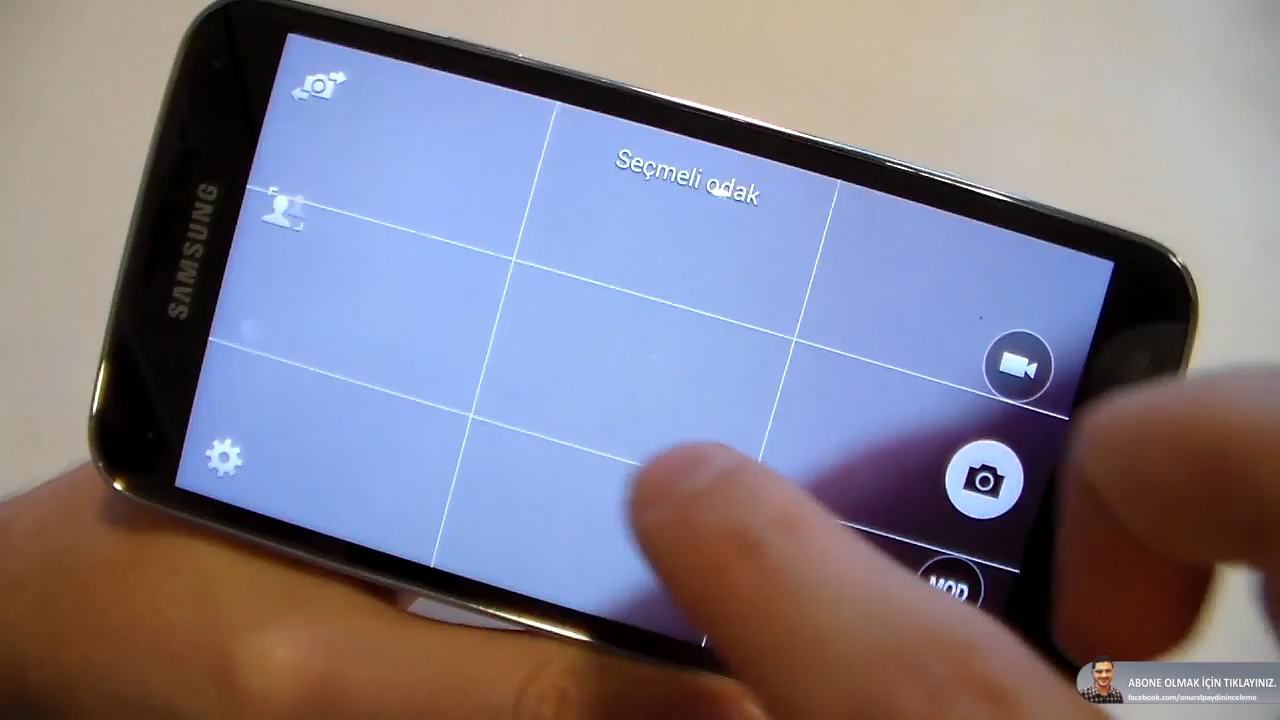 SAMSUNG
Seçmeli odak
MOD
ABONE OLMAK İÇİN TIKLAYINIZ.
facebook.com/onuralpaydininceleme